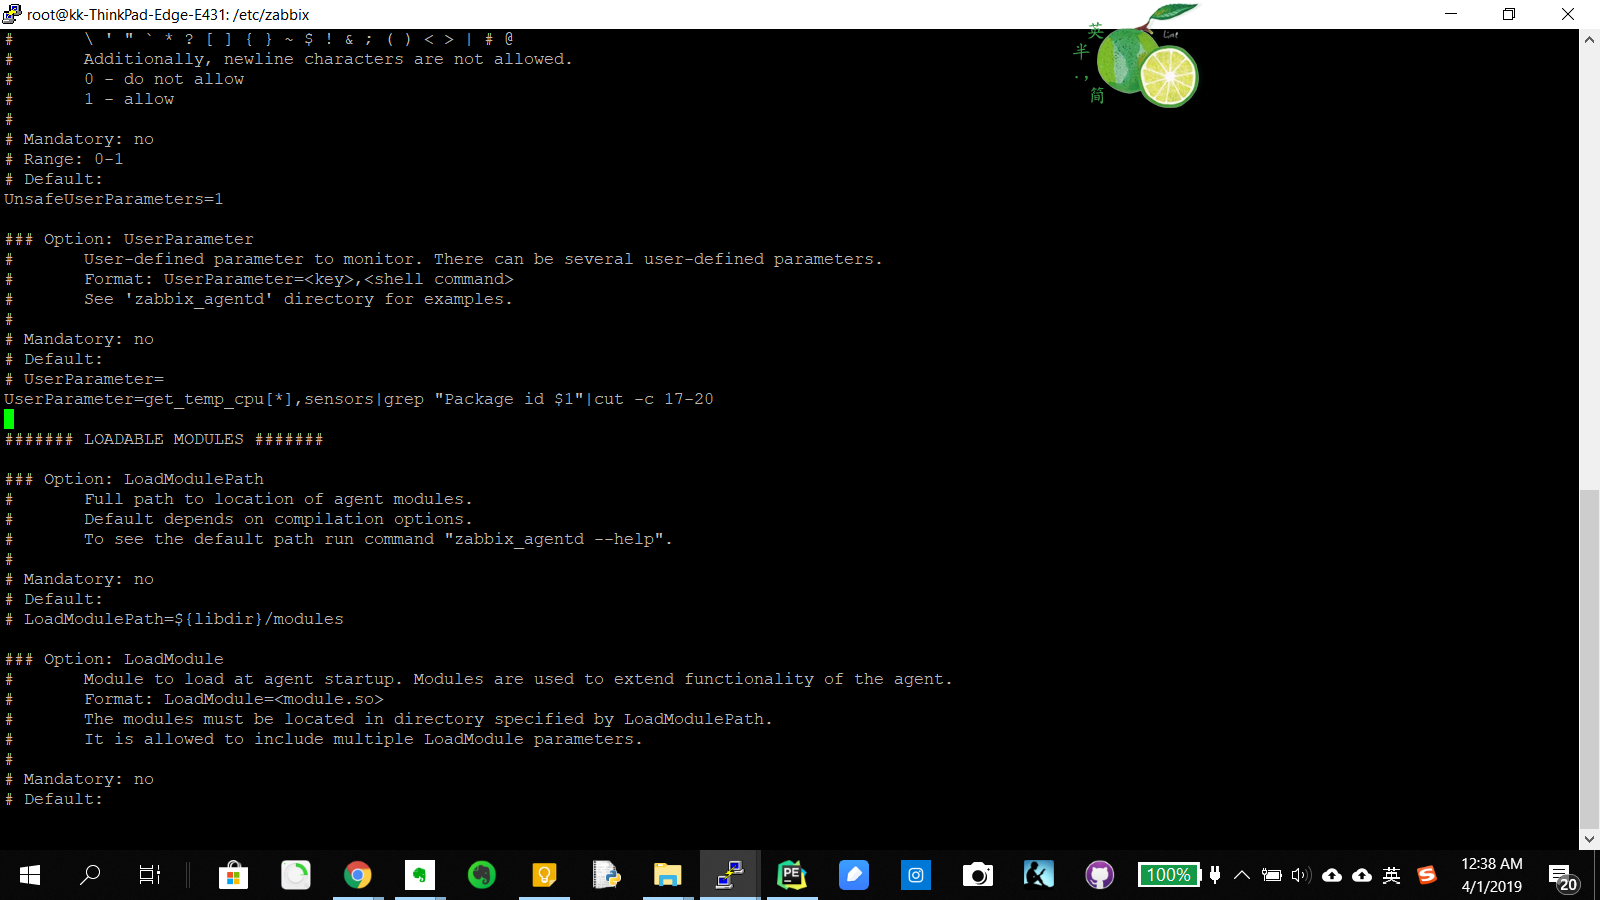 root@kk-ThinkPad-Edge-E431: /etc/zabbix
英
半
·,
简
Lime
#       \ ' " ` * ? [ ] { } ~ $ ! & ; ( ) < > | # @
#       Additionally, newline characters are not allowed.
#       0 - do not allow
#       1 - allow
#
# Mandatory: no
# Range: 0-1
# Default:
UnsafeUserParameters=1
### Option: UserParameter
#       User-defined parameter to monitor. There can be several user-defined parameters.
#       Format: UserParameter=<key>,<shell command>
#       See 'zabbix_agentd' directory for examples.
#
# Mandatory: no
# Default:
# UserParameter=
UserParameter=get_temp_cpu[*],sensors|grep "Package id $1"|cut -c 17-20
####### LOADABLE MODULES #######
### Option: LoadModulePath
#       Full path to location of agent modules.
#       Default depends on compilation options.
#       To see the default path run command "zabbix_agentd --help".
#
# Mandatory: no
# Default:
# LoadModulePath=${libdir}/modules
### Option: LoadModule
#       Module to load at agent startup. Modules are used to extend functionality of the agent.
#       Format: LoadModule=<module.so>
#       The modules must be located in directory specified by LoadModulePath.
#       It is allowed to include multiple LoadModule parameters.
#
# Mandatory: no
# Default:
PE
100%
英
S
12:38 AM
4/1/2019
20